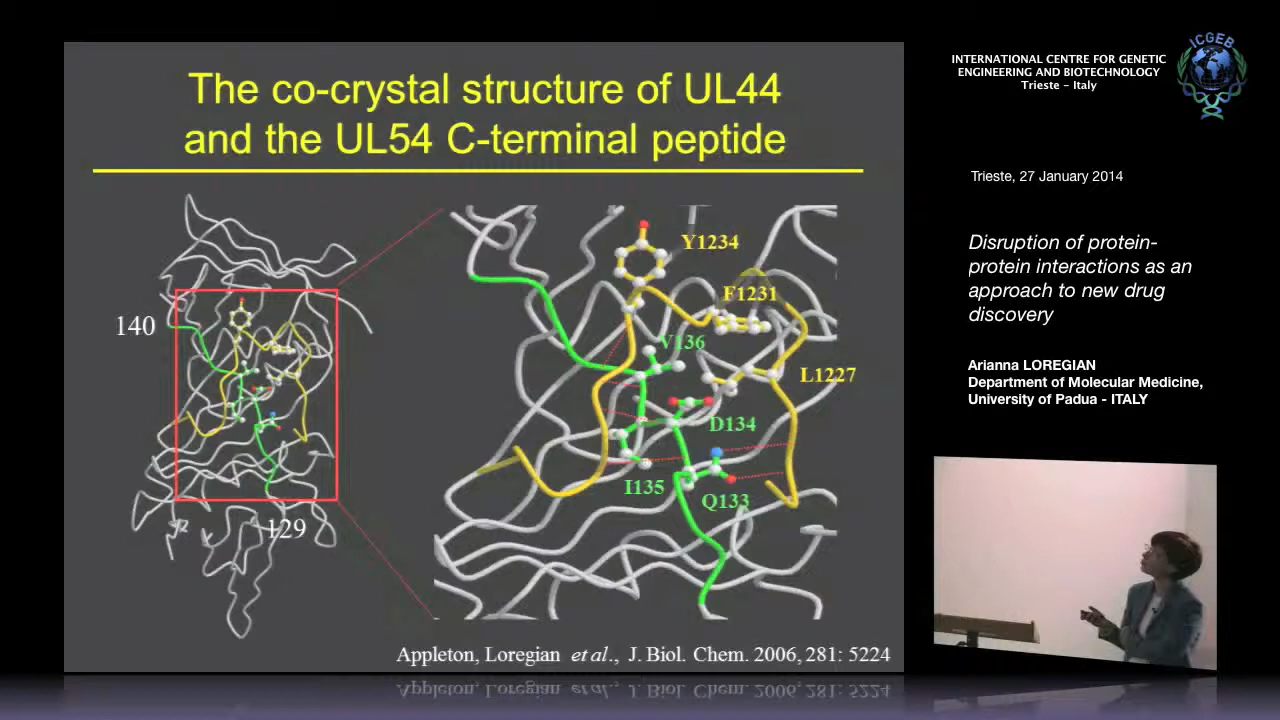 The co-crystal structure of UL44
and the UL54 C-terminal peptide
140
129
Y1234
F1231
V136
L1227
D134
I135
Q133
Appleton, Loregian et al., J. Biol. Chem. 2006, 281: 5224
INTERNATIONAL CENTRE FOR GENETIC
ENGINEERING AND BIOTECHNOLOGY
Trieste - Italy
ICGEB
Trieste, 27 January 2014
Disruption of protein-
protein interactions as an
approach to new drug
discovery
Arianna LOREGIAN
Department of Molecular Medicine,
University of Padua - ITALY